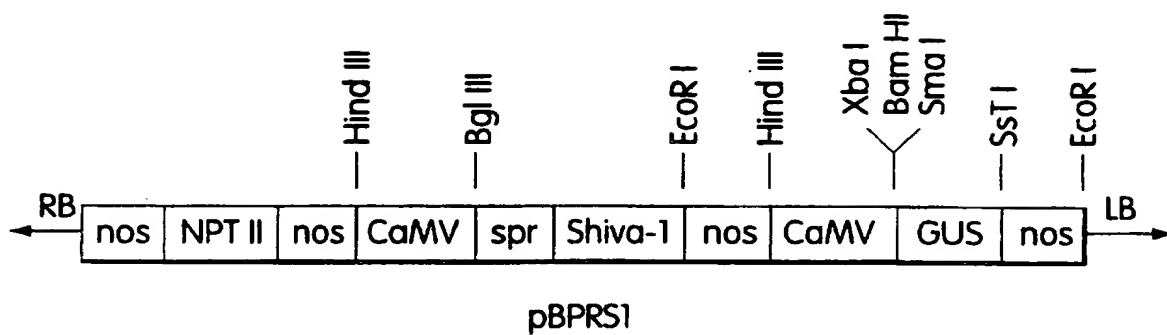 Hind III
Bgl III
EcoR I
Hind III
Xba I
Bam HI
Sma I
SsT I
EcoR I
RB nos NPT II nos CaMV spr Shiva-1 nos CaMV GUS nos LB
pBPRS1